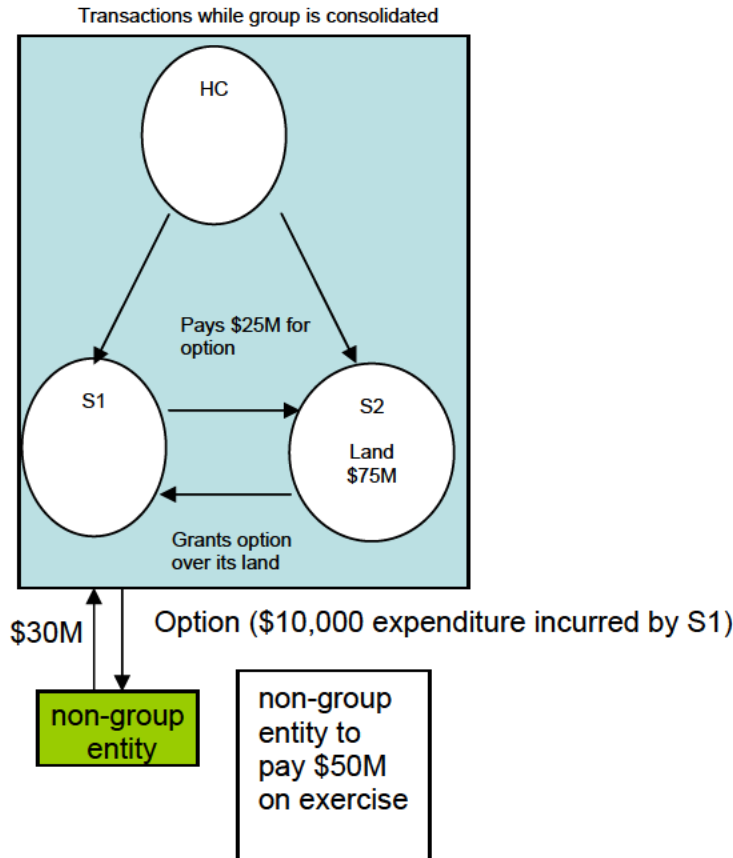 Transactions while group is consolidated
HC
Pays $25M for
option
S1
S2
Land
$75M
Grants option
over its land
$30M
Option ($10,000 expenditure incurred by S1)
non-group
entity
non-group
entity to
pay $50M
on exercise